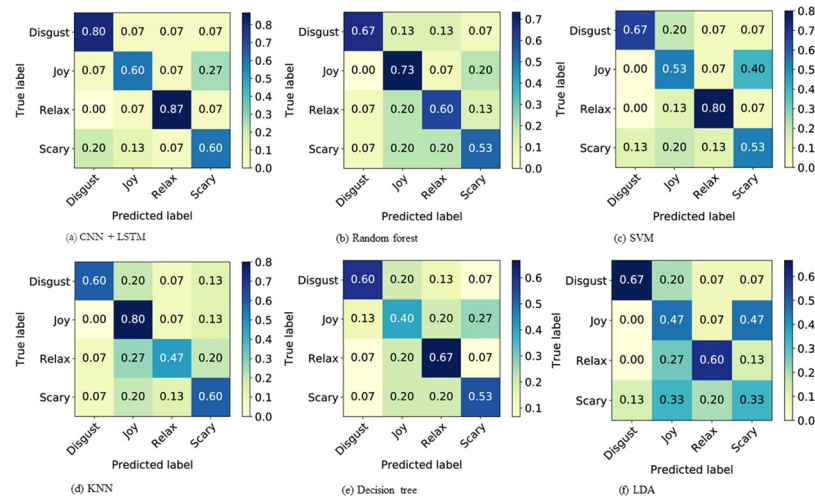 Disgust 0.80 0.07 0.07 0.07
Joy 0.07 0.60 0.07 0.27
Relax 0.00 0.07 0.87 0.07
Scary 0.20 0.13 0.07 0.60
True label
Disgust Joy Relax Scary
Predicted label
0.8
0.7
0.6
0.5
0.4
0.3
0.2
0.1
0.0
(a) CNN + LSTM
Disgust 0.67 0.13 0.13 0.07
Joy 0.00 0.73 0.07 0.20
Relax 0.07 0.20 0.60 0.13
Scary 0.07 0.20 0.20 0.53
True label
Disgust Joy Relax Scary
Predicted label
0.7
0.6
0.5
0.4
0.3
0.2
0.1
0.0
(b) Random forest
Disgust 0.67 0.20 0.07 0.07
Joy 0.00 0.53 0.07 0.40
Relax 0.00 0.13 0.80 0.07
Scary 0.13 0.20 0.13 0.53
True label
Disgust Joy Relax Scary
Predicted label
0.8
0.7
0.6
0.5
0.4
0.3
0.2
0.1
0.0
(c) SVM
Disgust 0.60 0.20 0.07 0.13
Joy 0.00 0.80 0.07 0.13
Relax 0.07 0.27 0.47 0.20
Scary 0.07 0.20 0.13 0.60
True label
Disgust Joy Relax Scary
Predicted label
0.8
0.7
0.6
0.5
0.4
0.3
0.2
0.1
0.0
(d) KNN
Disgust 0.60 0.20 0.13 0.07
Joy 0.13 0.40 0.20 0.27
Relax 0.07 0.20 0.67 0.07
Scary 0.07 0.20 0.20 0.53
True label
Disgust Joy Relax Scary
Predicted label
0.6
0.5
0.4
0.3
0.2
0.1
(e) Decision tree
Disgust 0.67 0.20 0.07 0.07
Joy 0.00 0.47 0.07 0.47
Relax 0.00 0.27 0.60 0.13
Scary 0.13 0.33 0.20 0.33
True label
Disgust Joy Relax Scary
Predicted label
0.6
0.5
0.4
0.3
0.2
0.1
0.0
(f) LDA